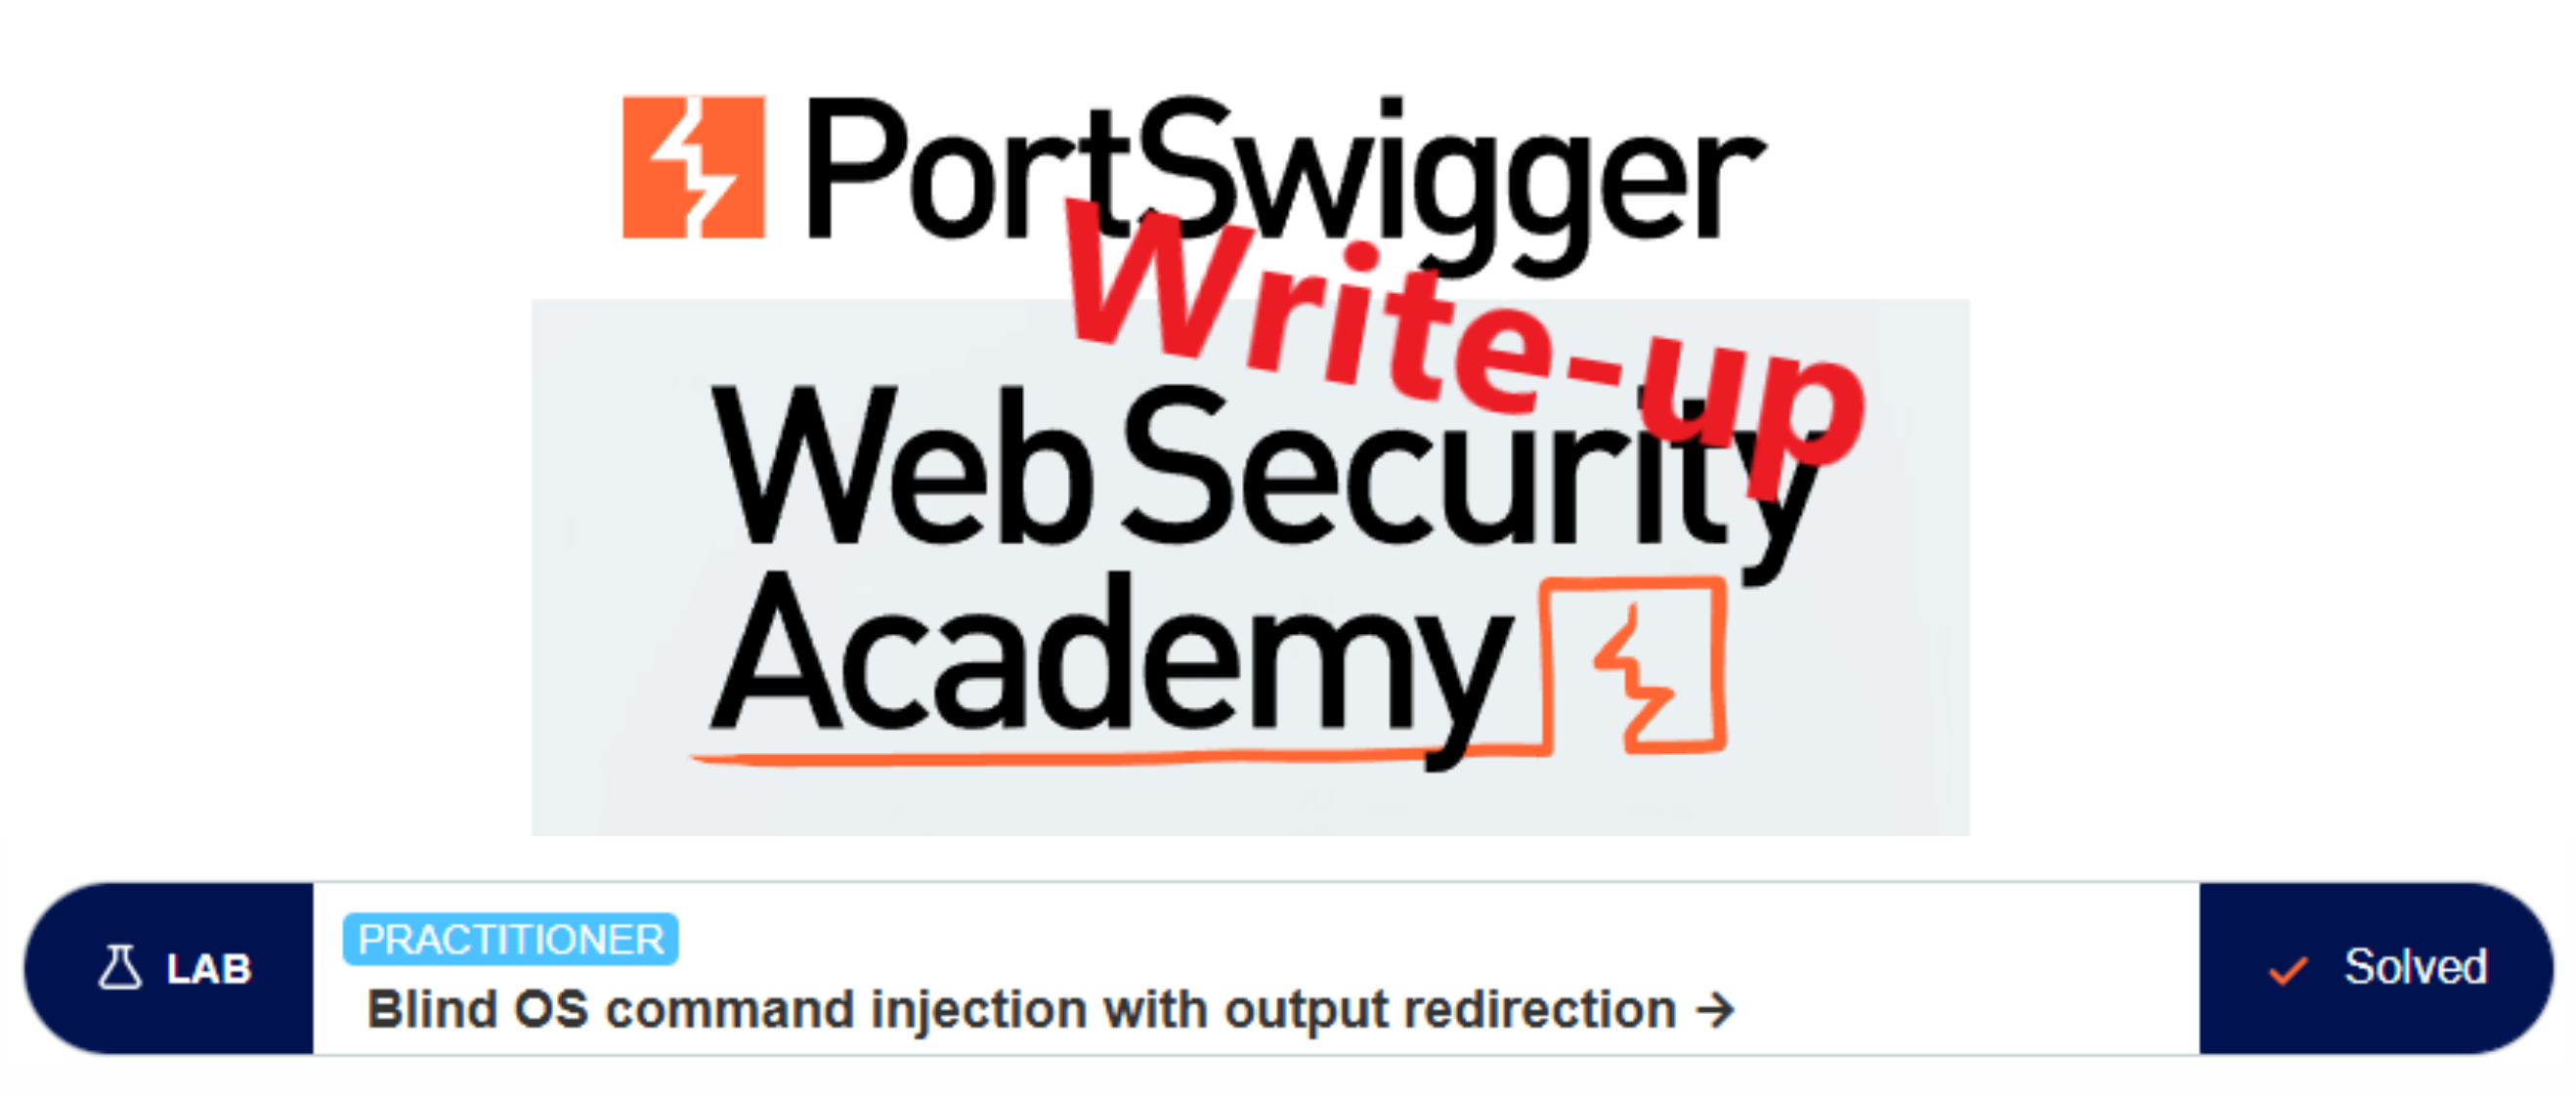 PortSwigger
Write-up
Web Security
Academy
LAB
PRACTITIONER
Blind OS command injection with output redirection →
Solved